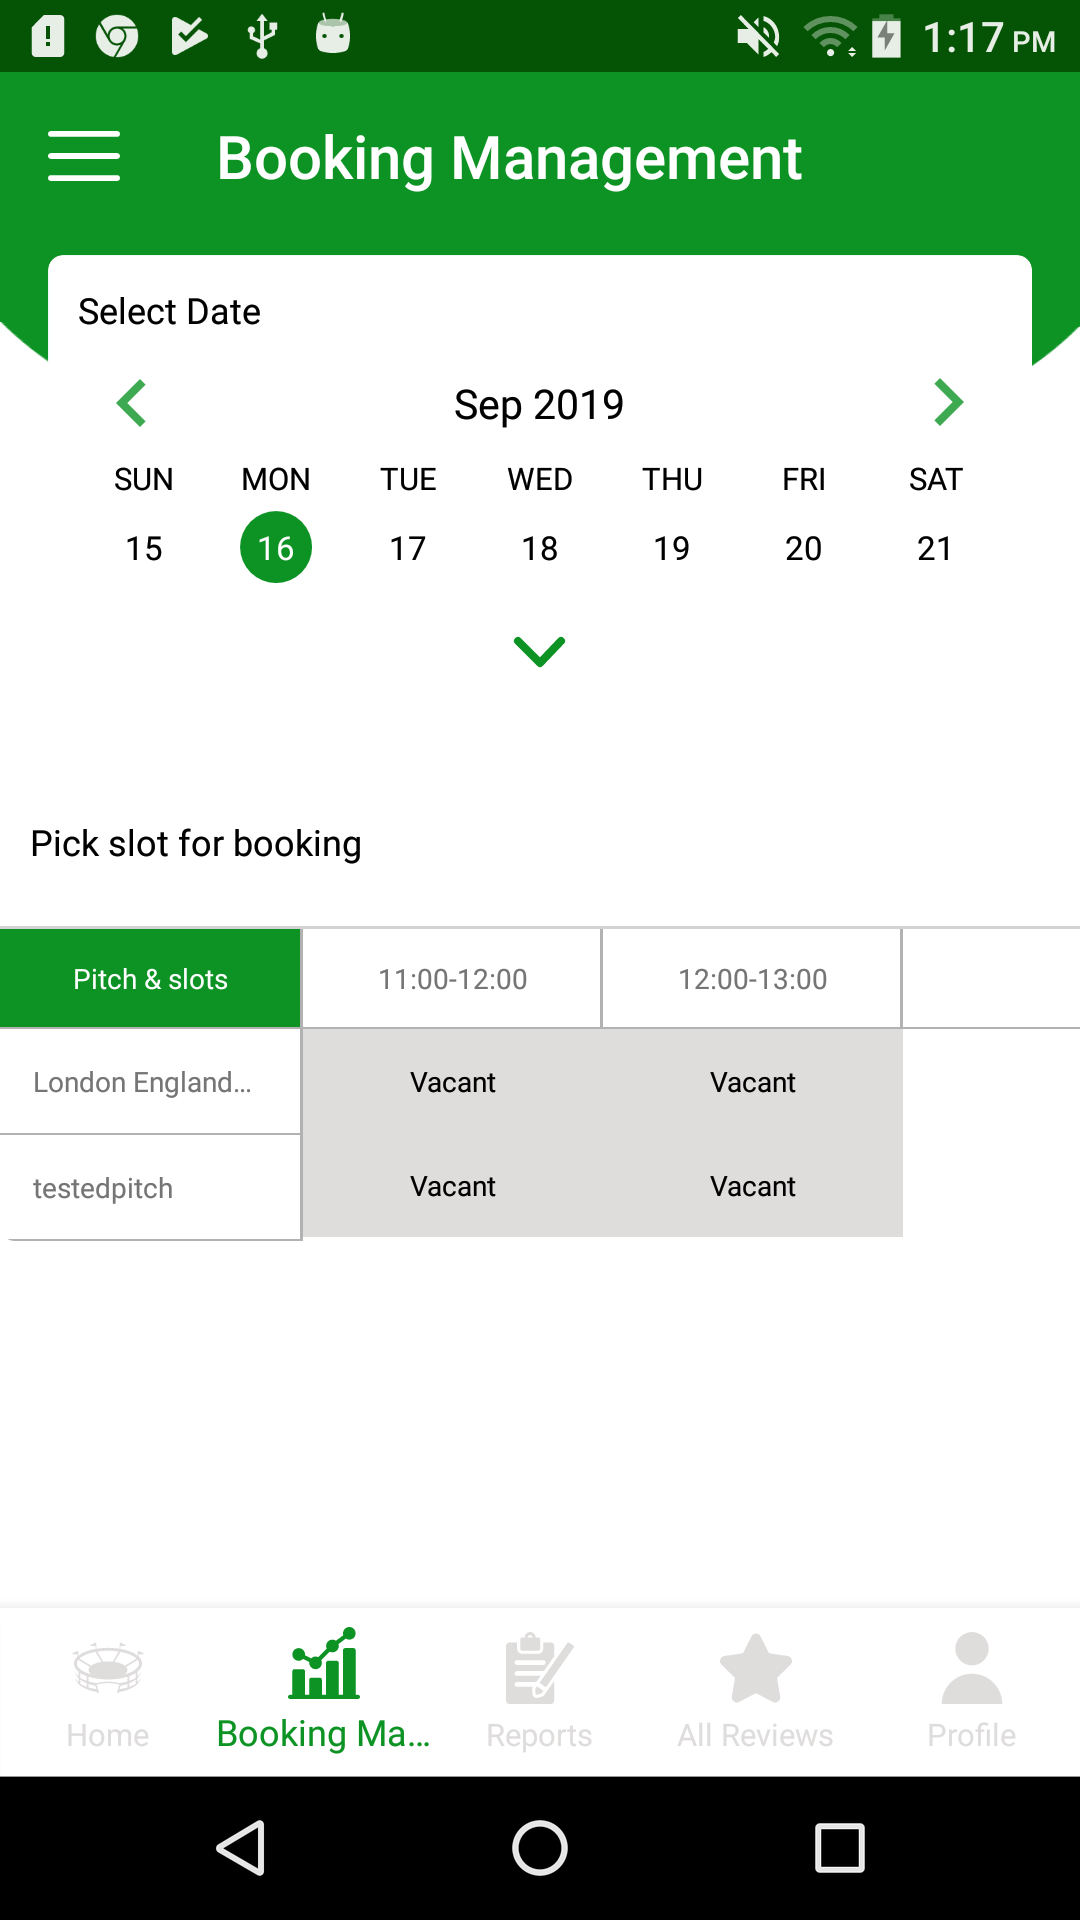 1:17 PM
Booking Management
Select Date
Sep 2019
SUN MON TUE WED THU FRI SAT
15 16 17 18 19 20 21
Pick slot for booking
Pitch & slots 11:00-12:00 12:00-13:00
London England... Vacant Vacant
testedpitch Vacant Vacant
Home Booking Ma... Reports All Reviews Profile